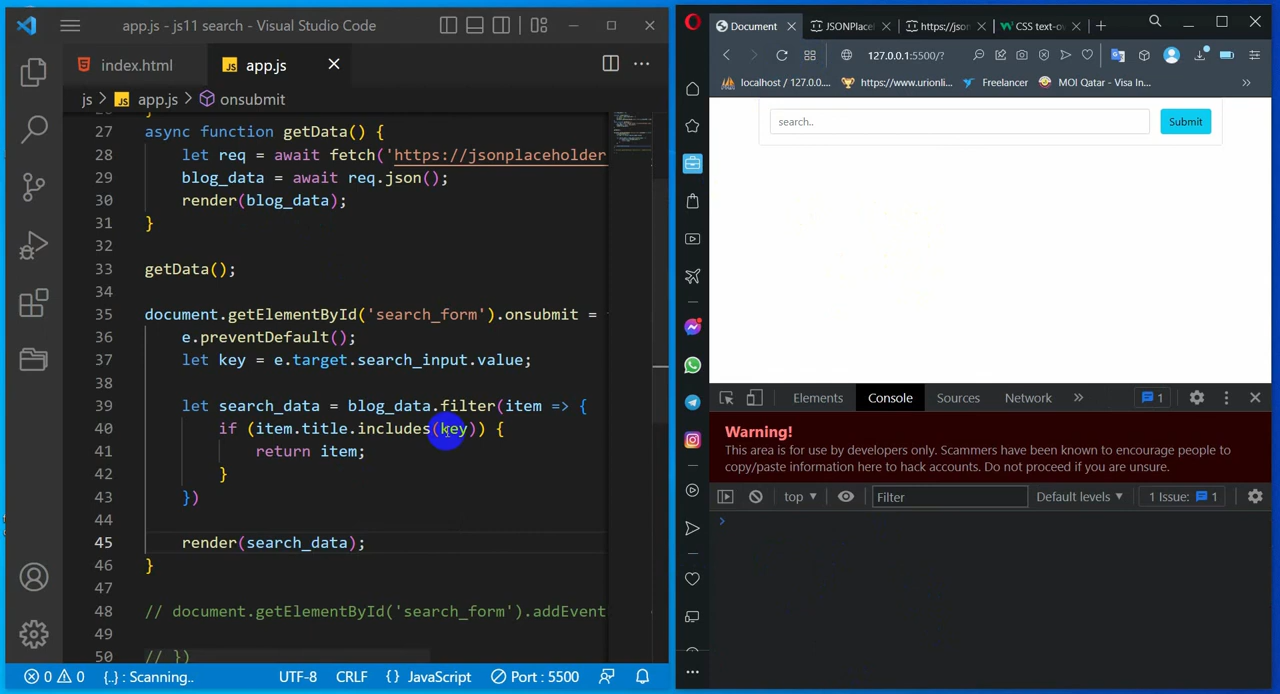 app.js - js11 search - Visual Studio Code
index.html
app.js
js > app.js > onsubmit
27 async function getData() {
28 let req = await fetch('https://jsonplaceholder
29 blog_data = await req.json();
30 render(blog_data);
31 }
32
33 getData();
34
35 document.getElementById('search_form').onsubmit =
36 e.preventDefault();
37 let key = e.target.search_input.value;
38
39 let search_data = blog_data.filter(item => {
40 if (item.title.includes(key)) {
41 return item;
42 }
43 })
44
45 render(search_data);
46 }
47
48 // document.getElementById('search_form').addEvent
49
50 // })
0 0 {..} : Scanning.. UTF-8 CRLF {} JavaScript Port : 5500
Document JSONPlace https://json CSS text-ov
127.0.0.1:5500/?
localhost / 127.0.0.... https://www.urionli... Freelancer MOI Qatar - Visa In... »
search.. Submit
Elements Console Sources Network » 1
Warning!
This area is for use by developers only. Scammers have been known to encourage people to
copy/paste information here to hack accounts. Do not proceed if you are unsure.
top Filter Default levels 1 Issue: 1